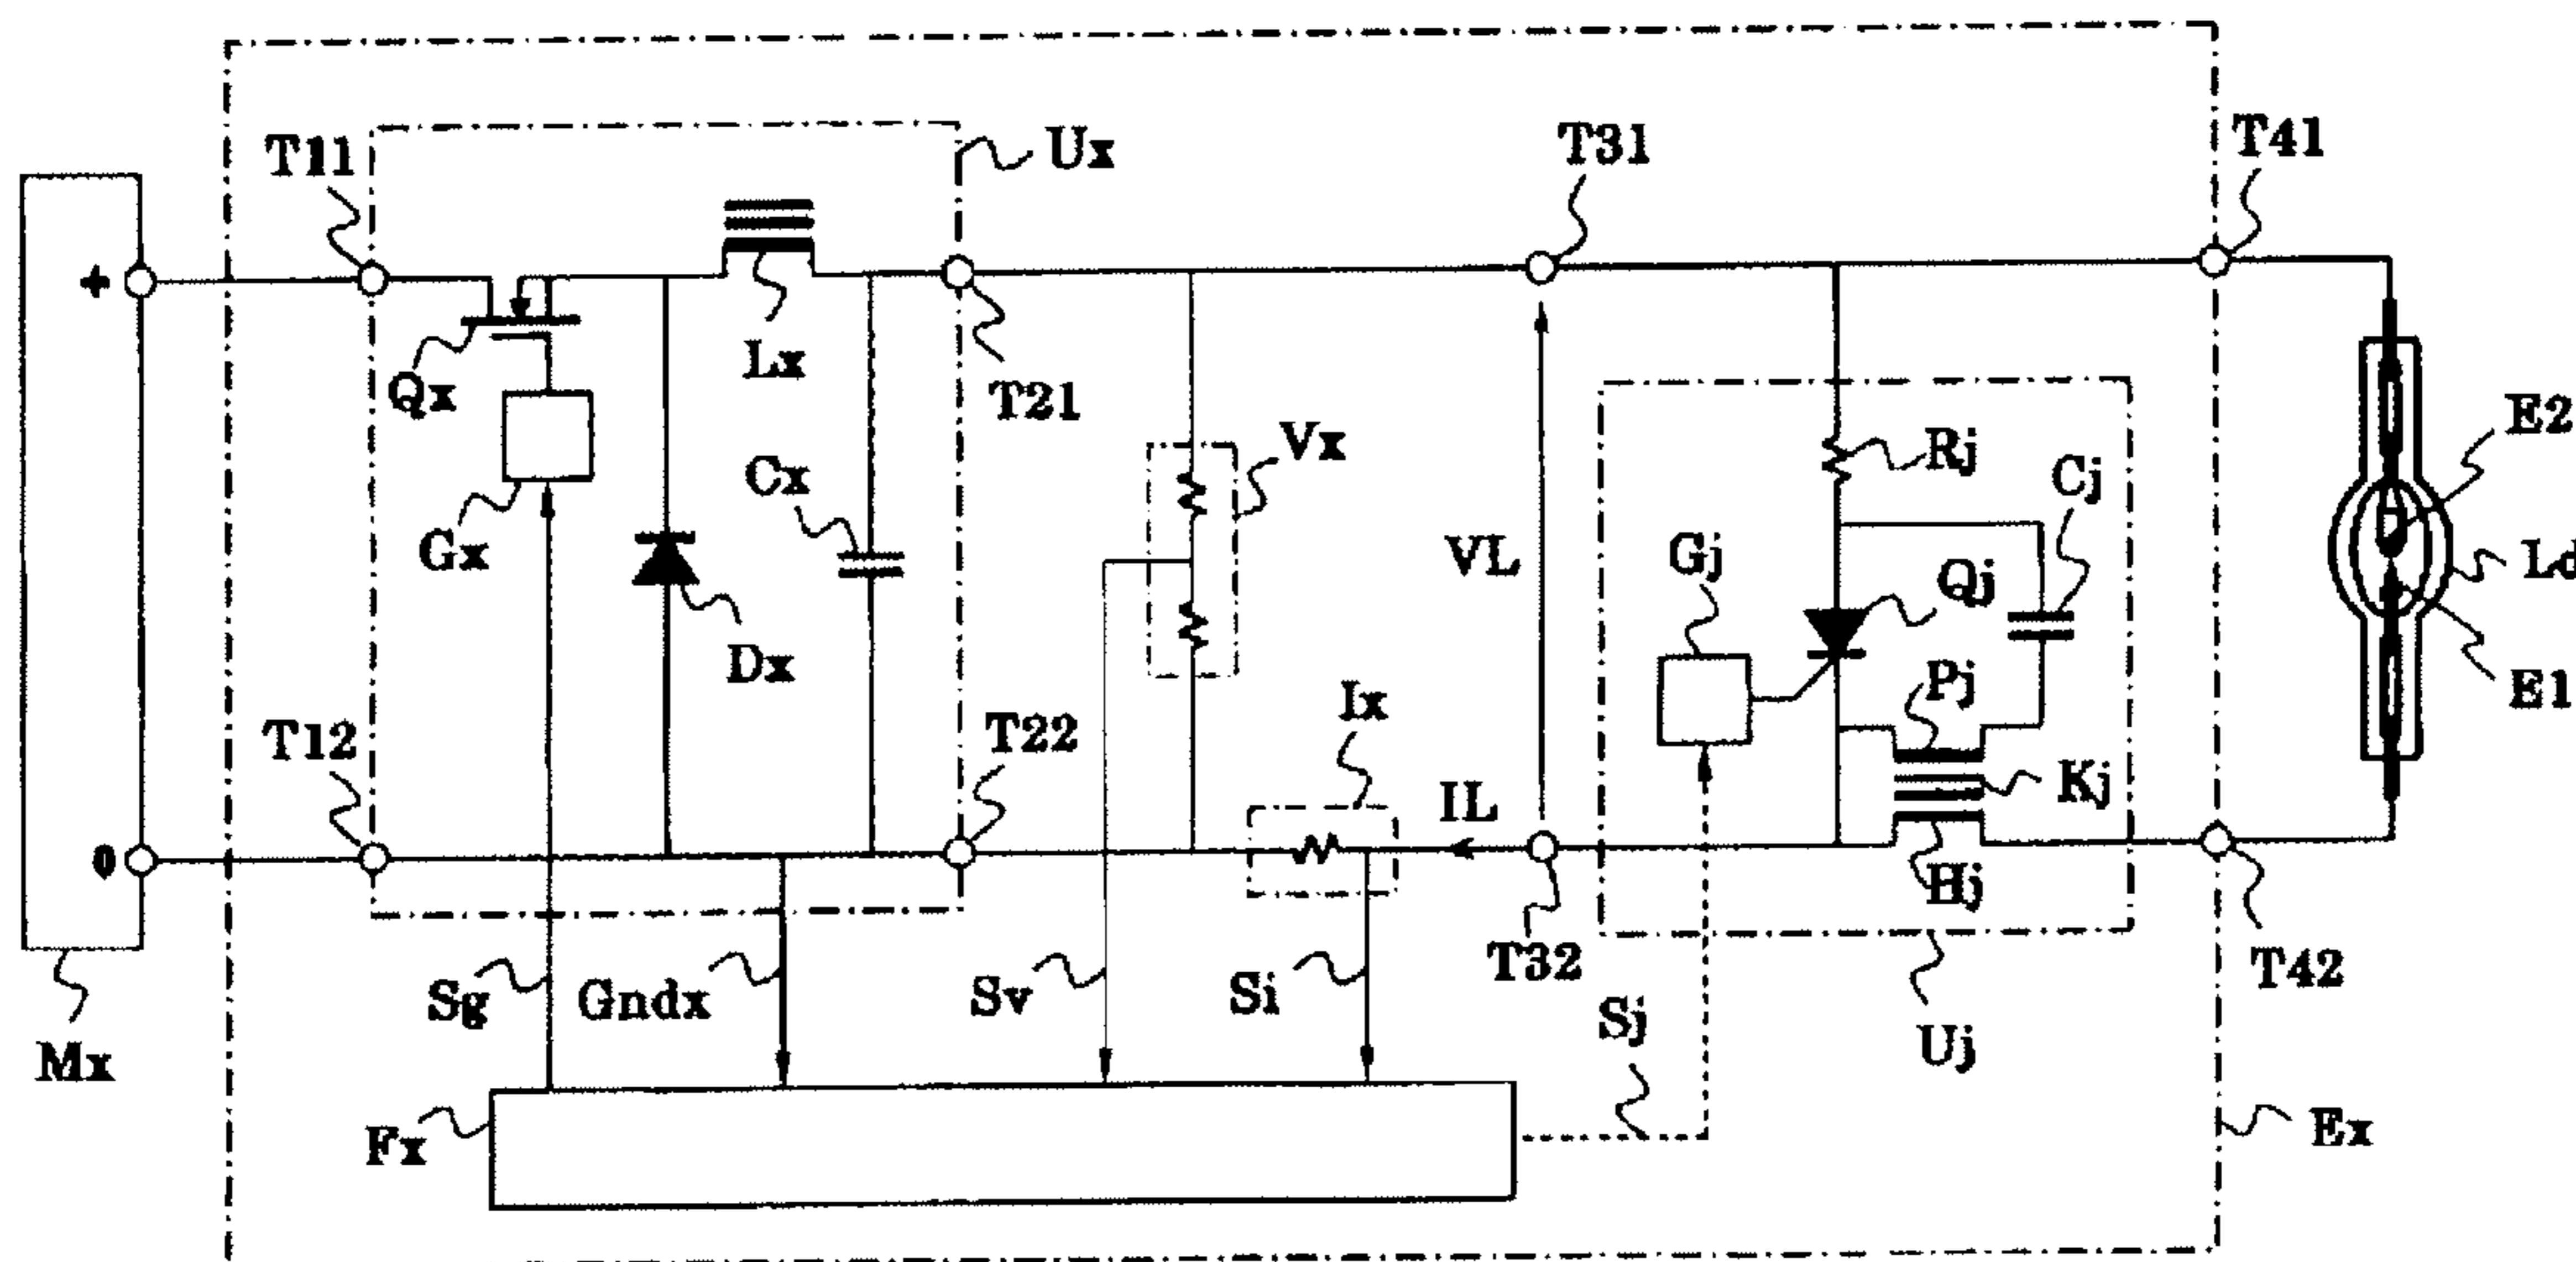 T11
Ux
T31
T41
+
Lx
Qx
T21
E2
Vx
Rj
Cj
Cx
Gx
VL
Gj
Qj
Dx
Pj
E1
Ix
T12
T22
IL
Kj
0
Hj
T32
T42
Sg
Gndx
Sv
Si
Sj
Uj
Mx
Fx
Ex